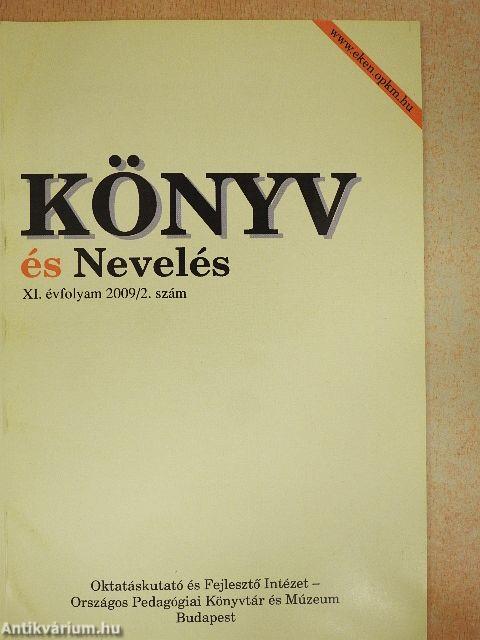 www.eken.opkm.hu
KÖNYV
és Nevelés
XI. évfolyam 2009/2. szám
Oktatáskutató és Fejlesztő Intézet –
Országos Pedagógiai Könyvtár és Múzeum
Budapest
Antikvárium.hu